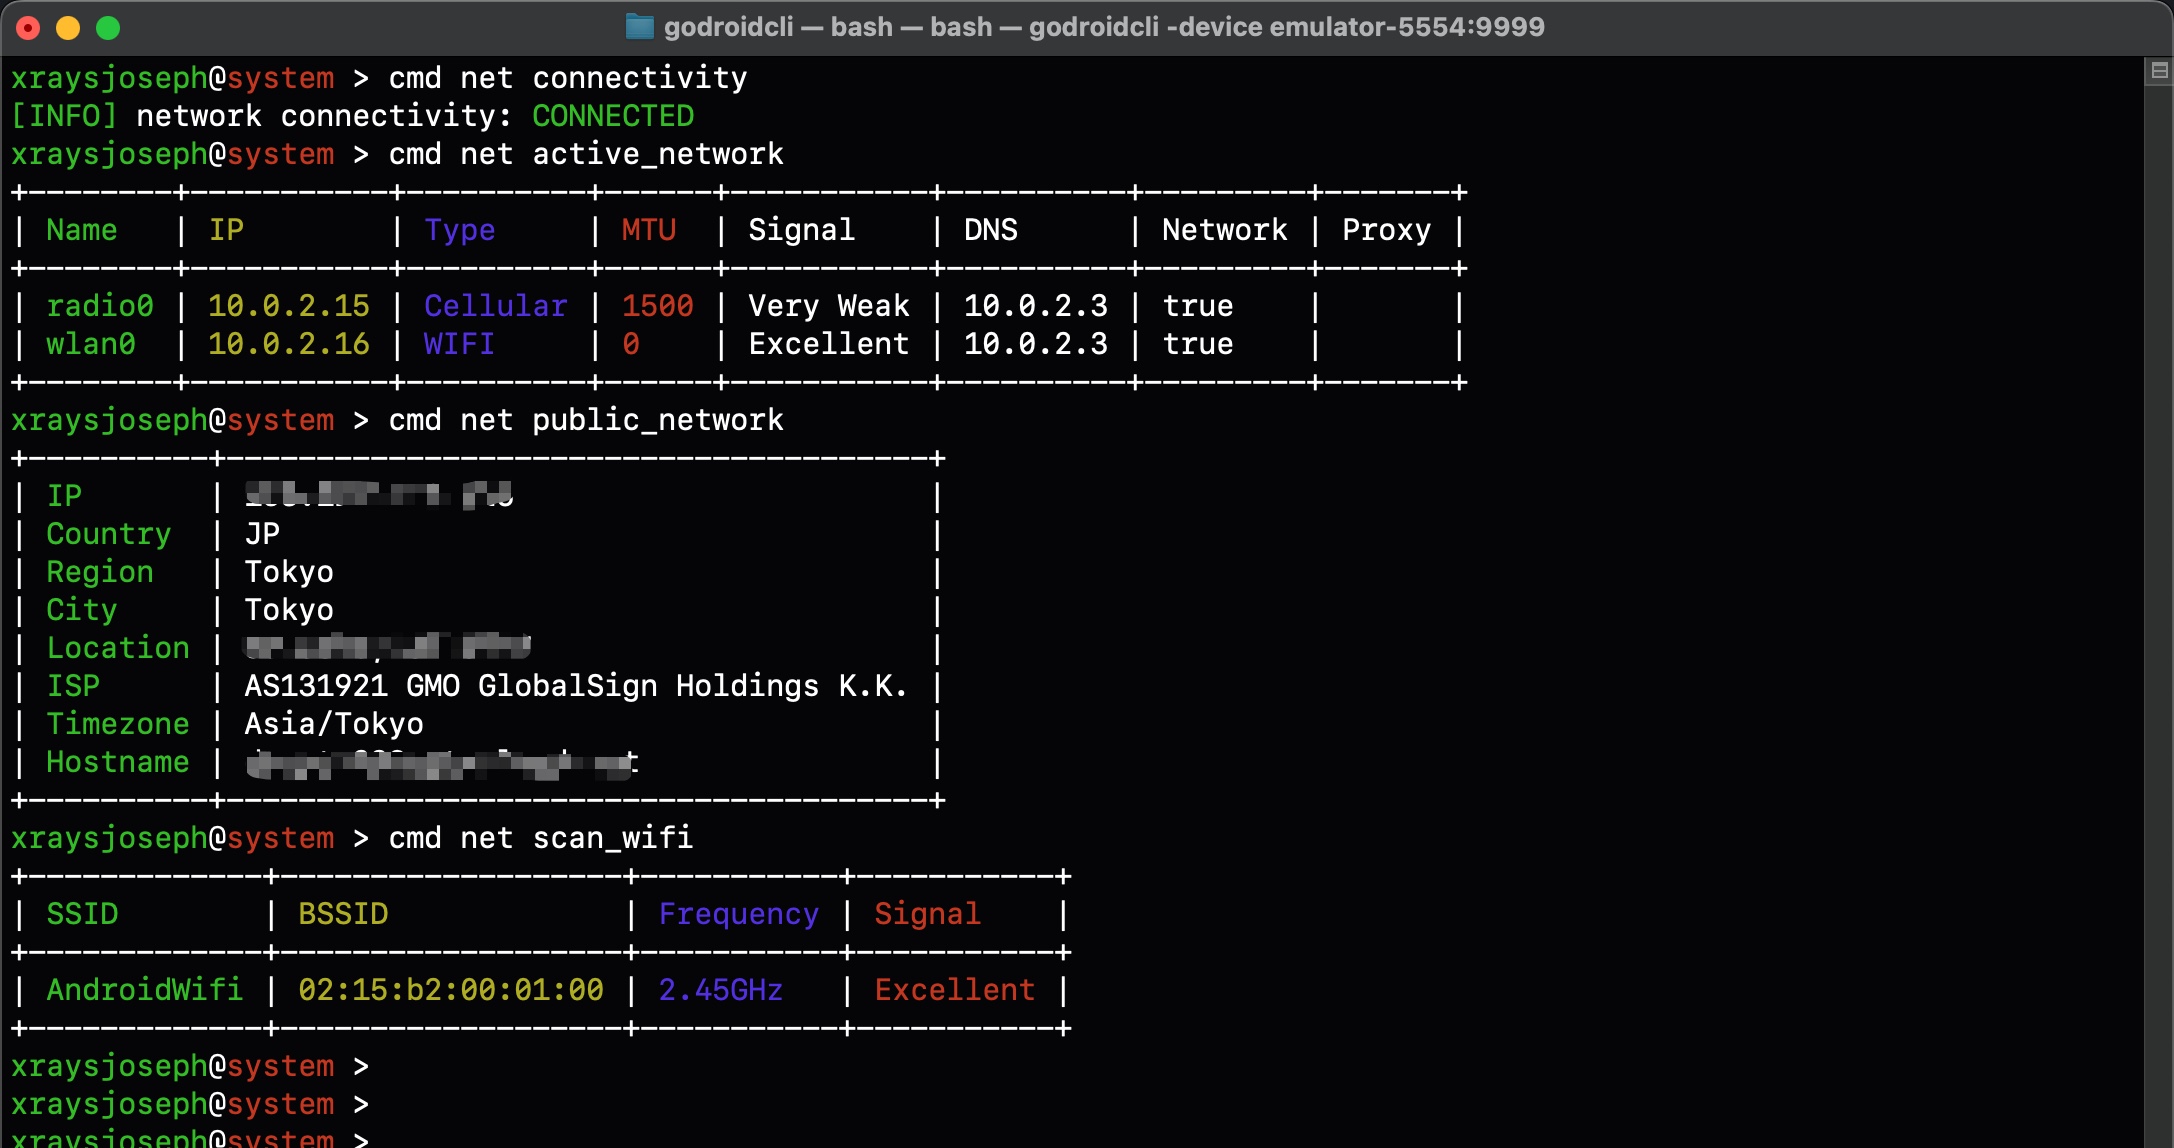 godroidcli — bash — bash — godroidcli -device emulator-5554:9999
xraysjoseph@system > cmd net connectivity
[INFO] network connectivity: CONNECTED
xraysjoseph@system > cmd net active_network
+--------+-----------+----------+------+-----------+----------+---------+-------+
| Name   | IP        | Type     | MTU  | Signal    | DNS      | Network | Proxy |
+--------+-----------+----------+------+-----------+----------+---------+-------+
| radio0 | 10.0.2.15 | Cellular | 1500 | Very Weak | 10.0.2.3 | true    |       |
| wlan0  | 10.0.2.16 | WIFI     | 0    | Excellent | 10.0.2.3 | true    |       |
+--------+-----------+----------+------+-----------+----------+---------+-------+
xraysjoseph@system > cmd net public_network
+----------+---------------------------------------+
| IP       |                                       |
| Country  | JP                                    |
| Region   | Tokyo                                 |
| City     | Tokyo                                 |
| Location |                                       |
| ISP      | AS131921 GMO GlobalSign Holdings K.K. |
| Timezone | Asia/Tokyo                            |
| Hostname |                                       |
+----------+---------------------------------------+
xraysjoseph@system > cmd net scan_wifi
+-------------+-------------------+-----------+-----------+
| SSID        | BSSID             | Frequency | Signal    |
+-------------+-------------------+-----------+-----------+
| AndroidWifi | 02:15:b2:00:01:00 | 2.45GHz   | Excellent |
+-------------+-------------------+-----------+-----------+
xraysjoseph@system >
xraysjoseph@system >
xraysjoseph@system >